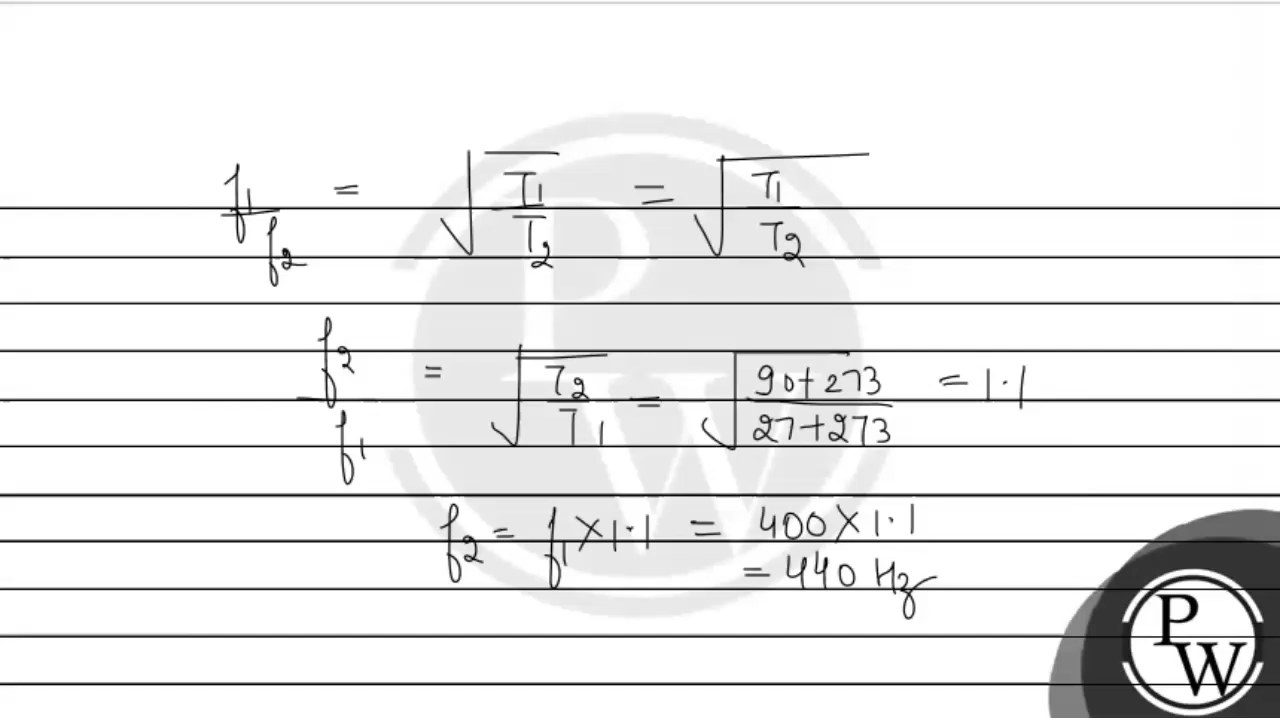 f₁/f₂ = √(T₁/T₂) = √(T₁/T₂)
f₂/f₁ = √(T₂/T₁) = √((90+273)/(27+273)) = 1.1
f₂ = f₁ × 1.1 = 400 × 1.1
= 440 Hz
PW
PW